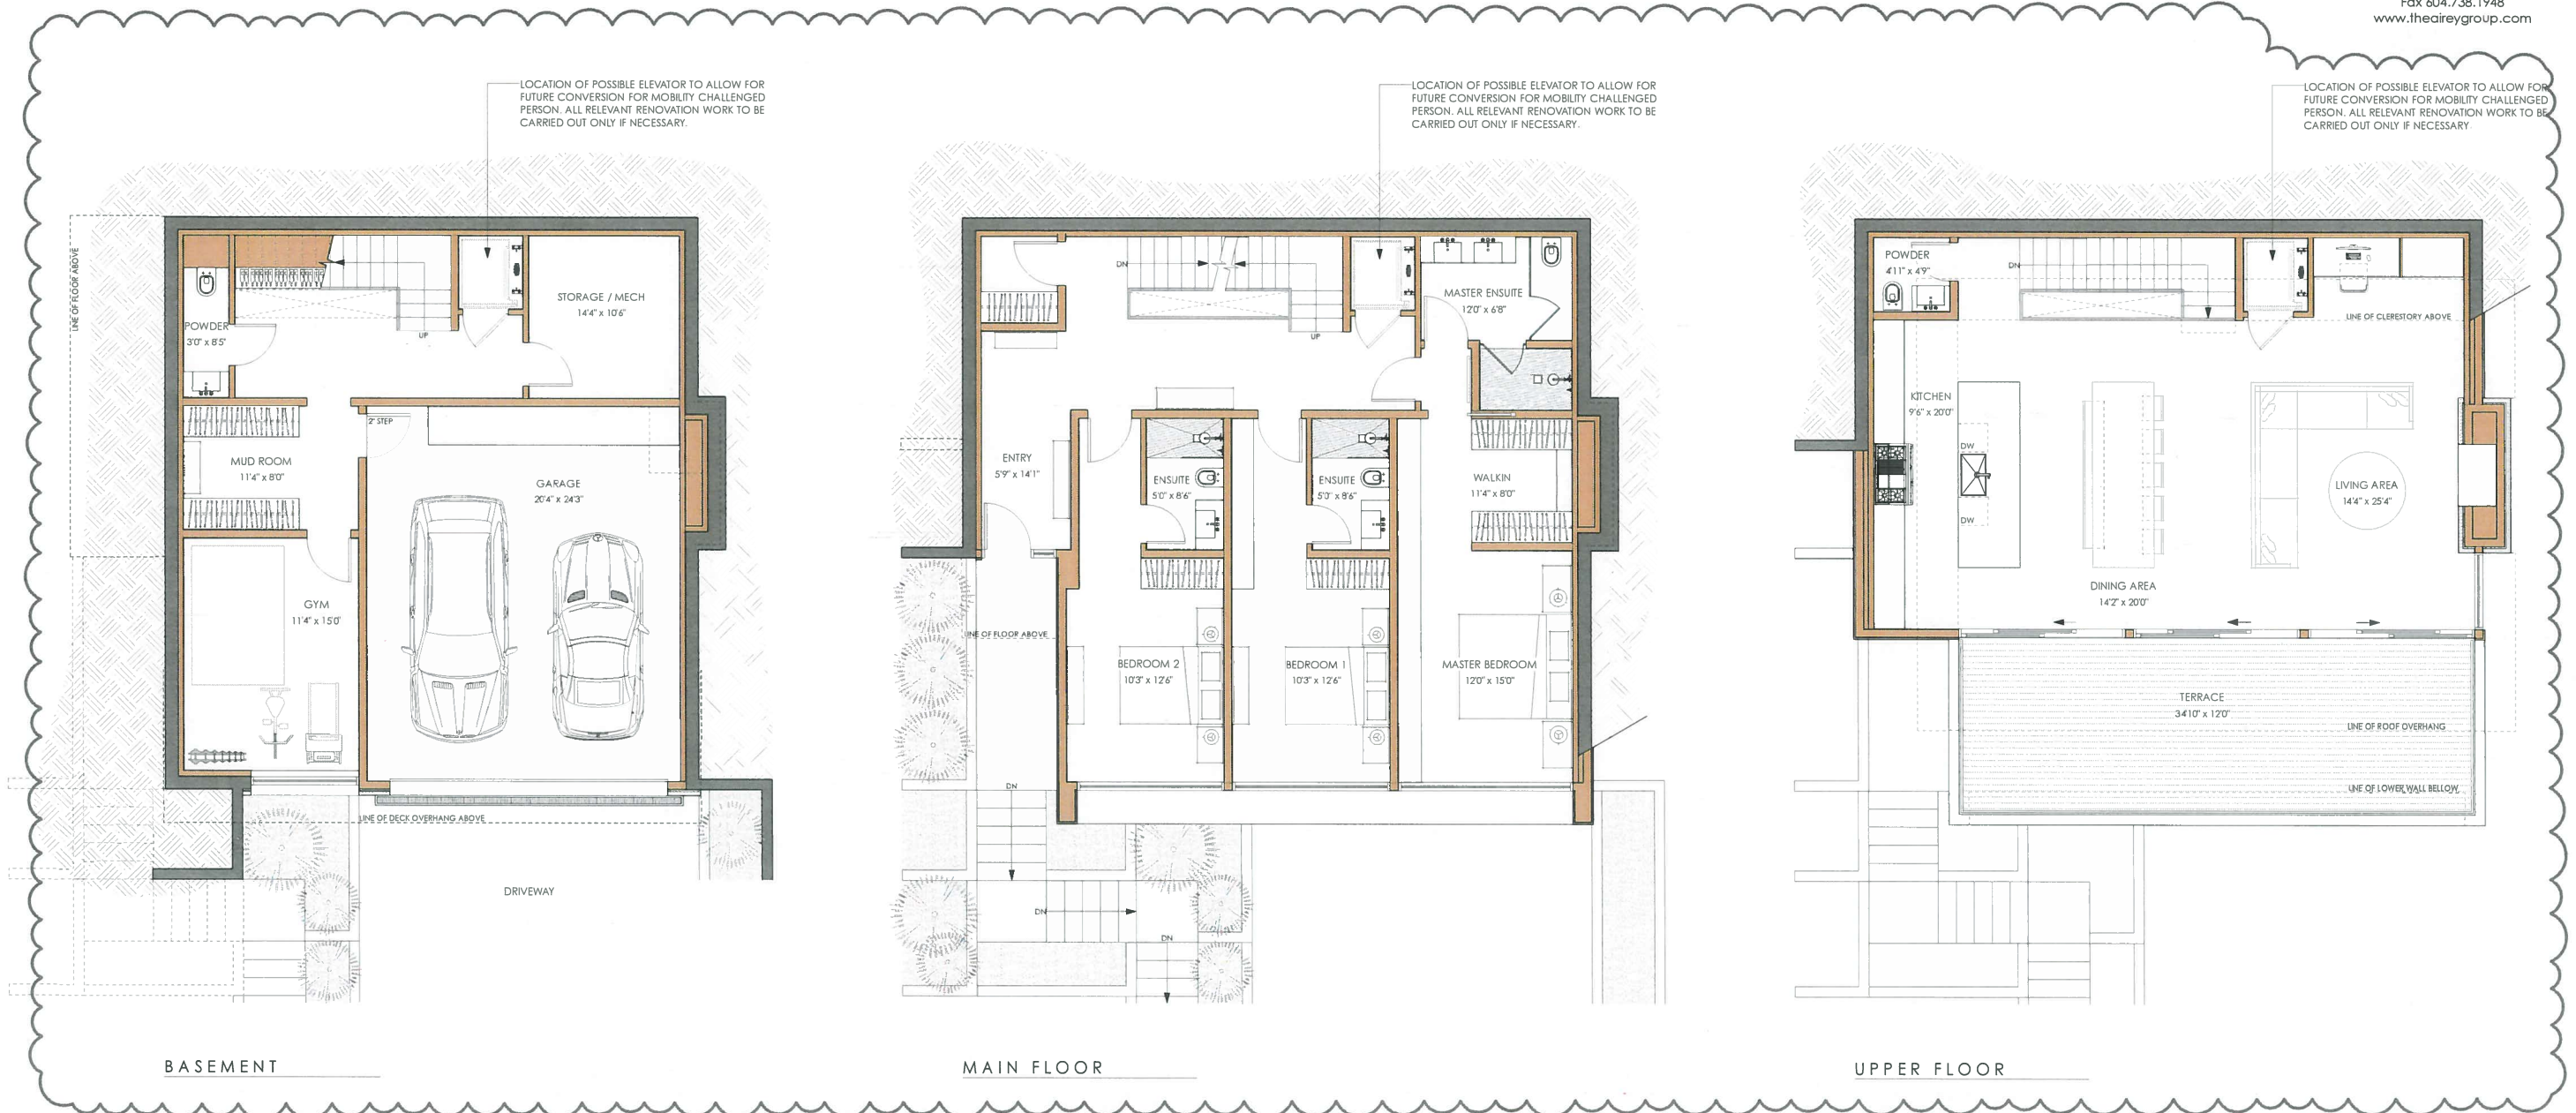 Fax 604.738.1948
www.theaireygroup.com
LOCATION OF POSSIBLE ELEVATOR TO ALLOW FOR
FUTURE CONVERSION FOR MOBILITY CHALLENGED
PERSON. ALL RELEVANT RENOVATION WORK TO BE
CARRIED OUT ONLY IF NECESSARY.
LINE OF FLOOR ABOVE
POWDER
3'0" x 8'5"
UP
STORAGE / MECH
14'4" x 10'6"
2" STEP
MUD ROOM
11'4" x 8'0"
GARAGE
20'4" x 24'3"
GYM
11'4" x 15'0"
LINE OF DECK OVERHANG ABOVE
DRIVEWAY
BASEMENT
LOCATION OF POSSIBLE ELEVATOR TO ALLOW FOR
FUTURE CONVERSION FOR MOBILITY CHALLENGED
PERSON. ALL RELEVANT RENOVATION WORK TO BE
CARRIED OUT ONLY IF NECESSARY.
DN
UP
MASTER ENSUITE
12'0" x 6'8"
ENTRY
5'9" x 14'1"
ENSUITE
5'0" x 8'6"
ENSUITE
5'0" x 8'6"
WALKIN
11'4" x 8'0"
LINE OF FLOOR ABOVE
BEDROOM 2
10'3" x 12'6"
BEDROOM 1
10'3" x 12'6"
MASTER BEDROOM
12'0" x 15'0"
DN
DN
DN
MAIN FLOOR
LOCATION OF POSSIBLE ELEVATOR TO ALLOW FOR
FUTURE CONVERSION FOR MOBILITY CHALLENGED
PERSON. ALL RELEVANT RENOVATION WORK TO BE
CARRIED OUT ONLY IF NECESSARY.
POWDER
4'11" x 4'9"
DN
LINE OF CLERESTORY ABOVE
KITCHEN
9'6" x 20'0"
DW
DW
LIVING AREA
14'4" x 25'4"
DINING AREA
14'2" x 20'0"
TERRACE
34'10" x 12'0"
LINE OF ROOF OVERHANG
LINE OF LOWER WALL BELLOW
UPPER FLOOR